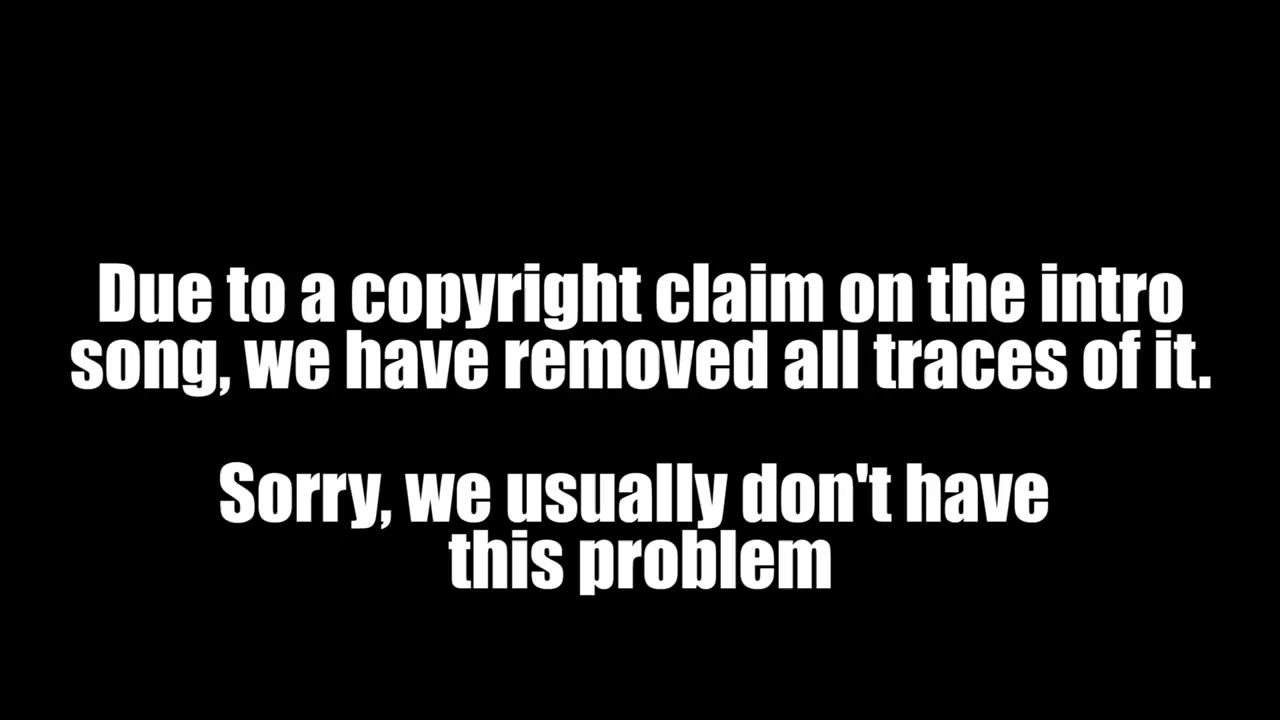 Due to a copyright claim on the intro
song, we have removed all traces of it.
Sorry, we usually don't have
this problem